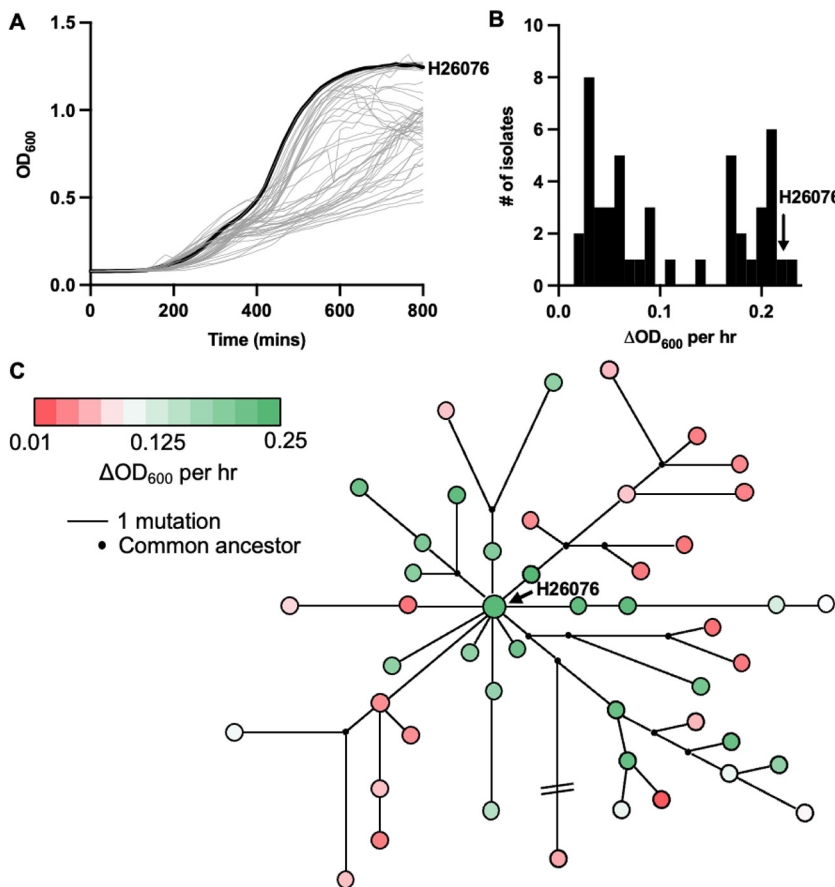 A
1.5
1.0
0.5
0.0
OD600
0
200
400
600
800
Time (mins)
H26076
B
10
8
6
4
2
0
# of isolates
0.0
0.1
0.2
ΔOD600 per hr
H26076
C
0.01
0.125
0.25
ΔOD600 per hr
1 mutation
Common ancestor
H26076